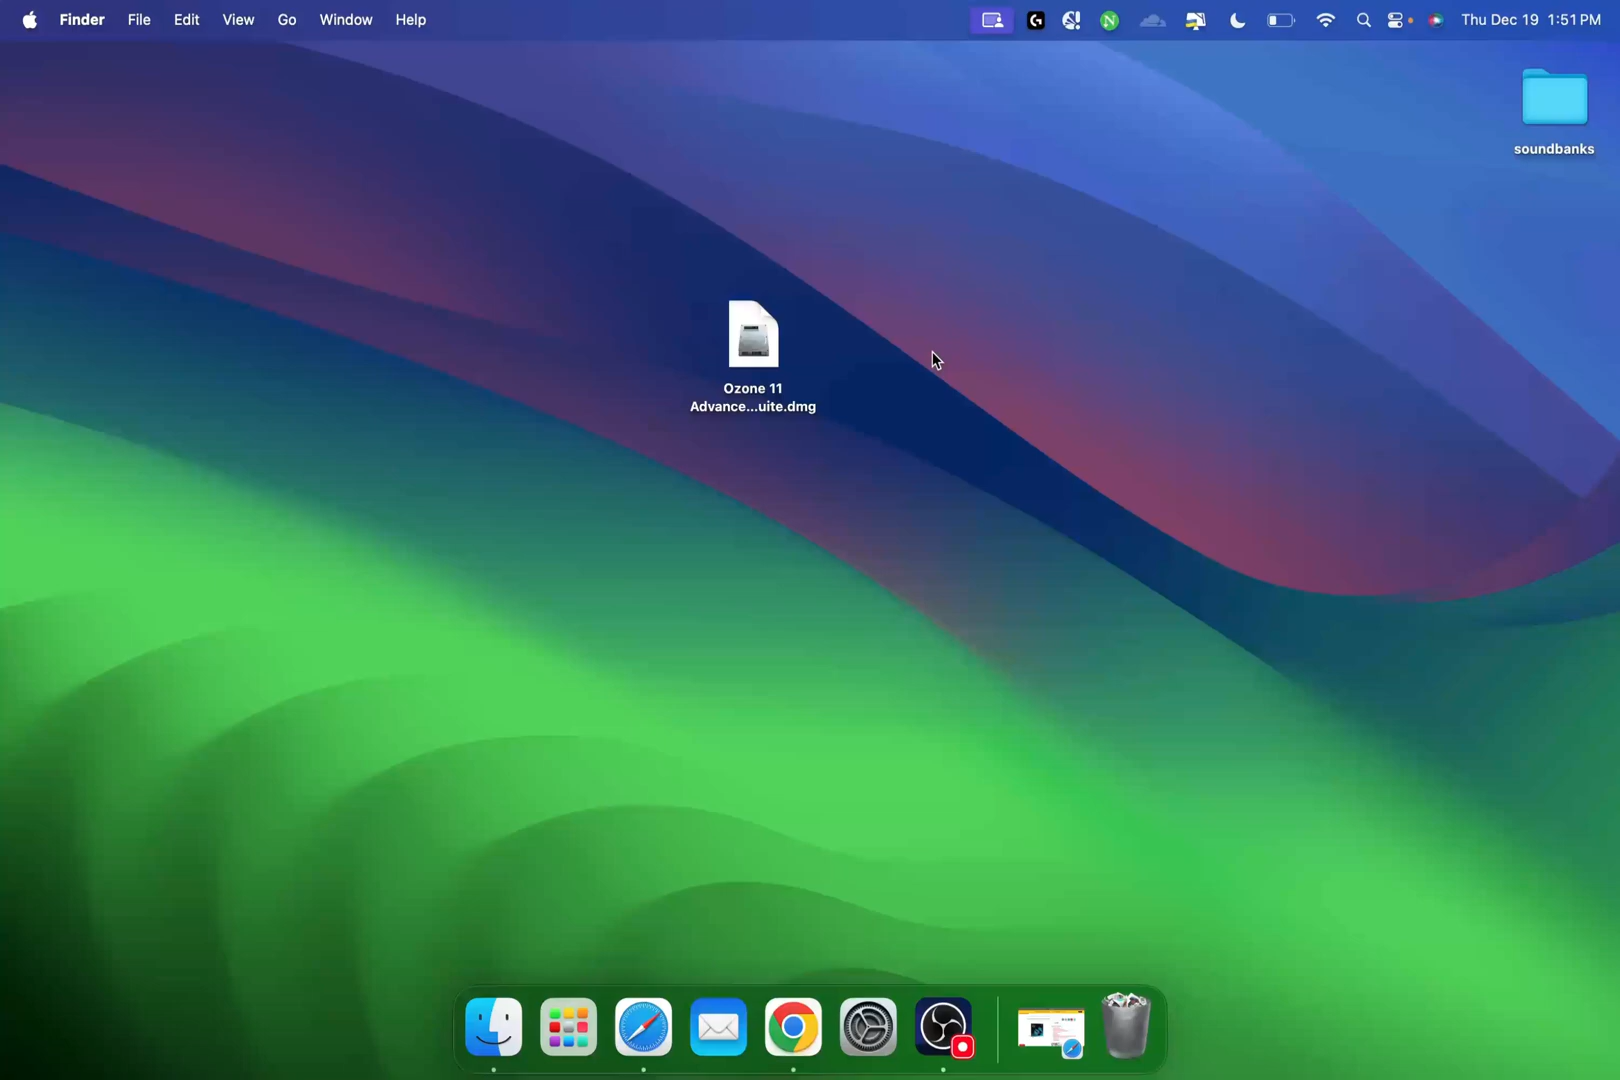 Finder File Edit View Go Window Help Thu Dec 19 1:51 PM
soundbanks
Ozone 11
Advance...uite.dmg